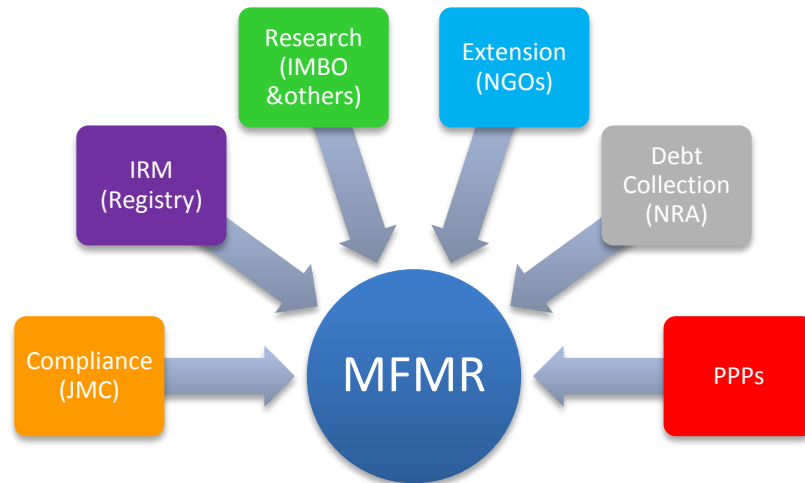 Research
(IMBO
&others)
Extension
(NGOs)
IRM
(Registry)
Debt
Collection
(NRA)
Compliance
(JMC)
MFMR
PPPs